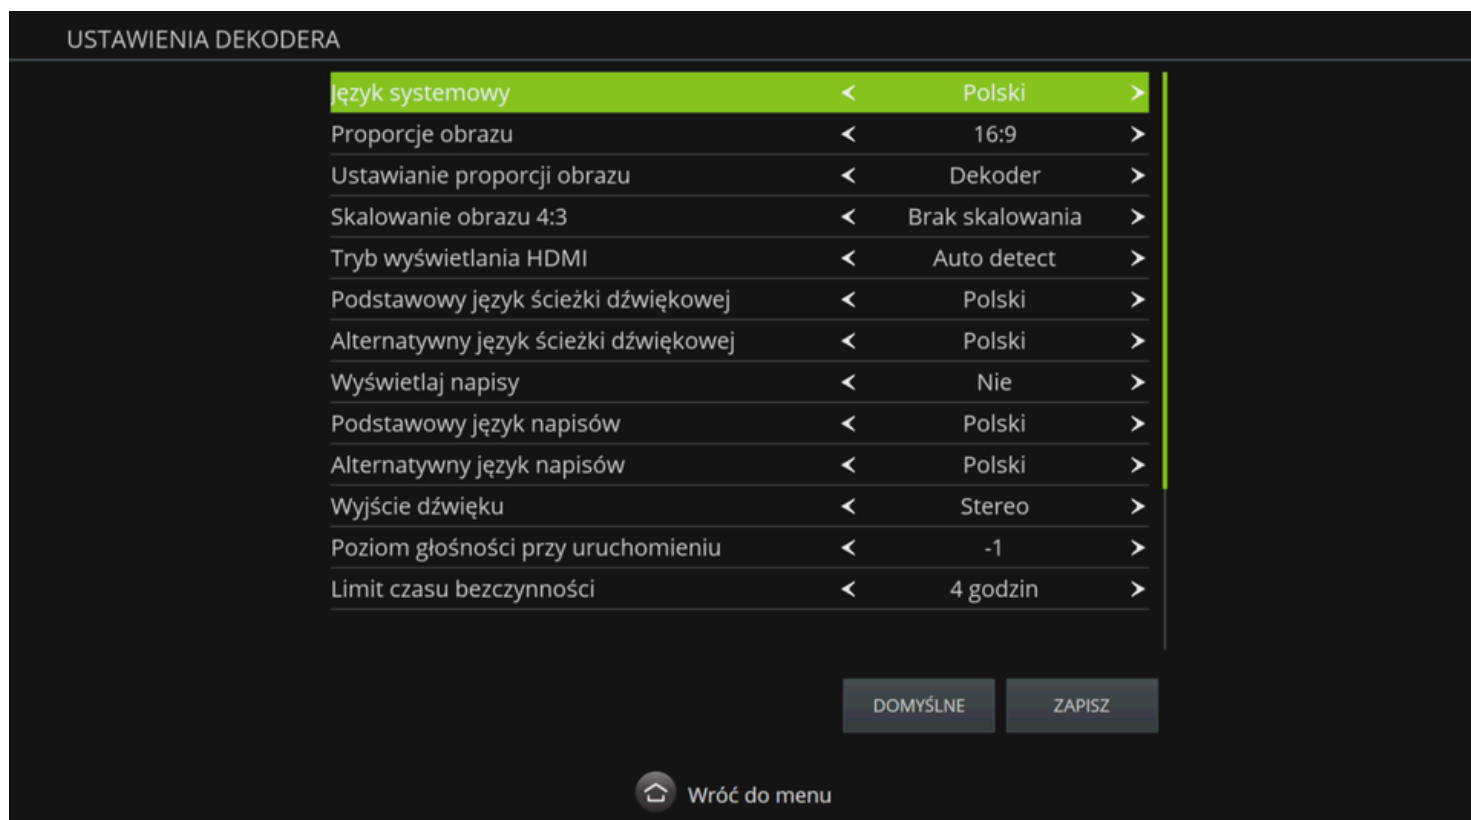 USTAWIENIA DEKODERA
Język systemowy < Polski >
Proporcje obrazu < 16:9 >
Ustawianie proporcji obrazu < Dekoder >
Skalowanie obrazu 4:3 < Brak skalowania >
Tryb wyświetlania HDMI < Auto detect >
Podstawowy język ścieżki dźwiękowej < Polski >
Alternatywny język ścieżki dźwiękowej < Polski >
Wyświetlaj napisy < Nie >
Podstawowy język napisów < Polski >
Alternatywny język napisów < Polski >
Wyjście dźwięku < Stereo >
Poziom głośności przy uruchomieniu < -1 >
Limit czasu bezczynności < 4 godzin >
DOMYŚLNE ZAPISZ
Wróć do menu